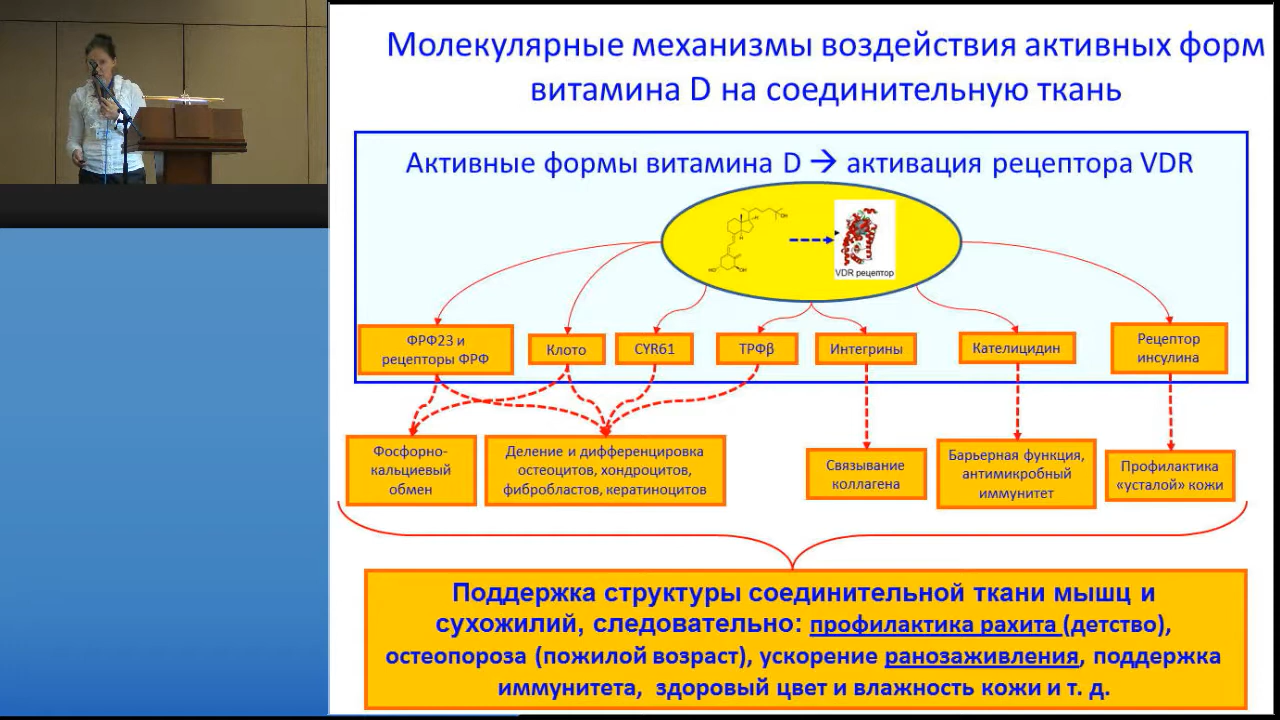 Молекулярные механизмы воздействия активных форм
витамина D на соединительную ткань
Активные формы витамина D → активация рецептора VDR
OH
H
H
HO
OH
VDR рецептор
ФРФ23 и
рецепторы ФРФ
Клото
CYR61
ТРФβ
Интегрины
Кателицидин
Рецептор
инсулина
Фосфорно-
кальциевый
обмен
Деление и дифференцировка
остеоцитов, хондроцитов,
фибробластов, кератиноцитов
Связывание
коллагена
Барьерная функция,
антимикробный
иммунитет
Профилактика
«усталой» кожи
Поддержка структуры соединительной ткани мышц и
сухожилий, следовательно: профилактика рахита (детство),
остеопороза (пожилой возраст), ускорение ранозаживления, поддержка
иммунитета, здоровый цвет и влажность кожи и т. д.